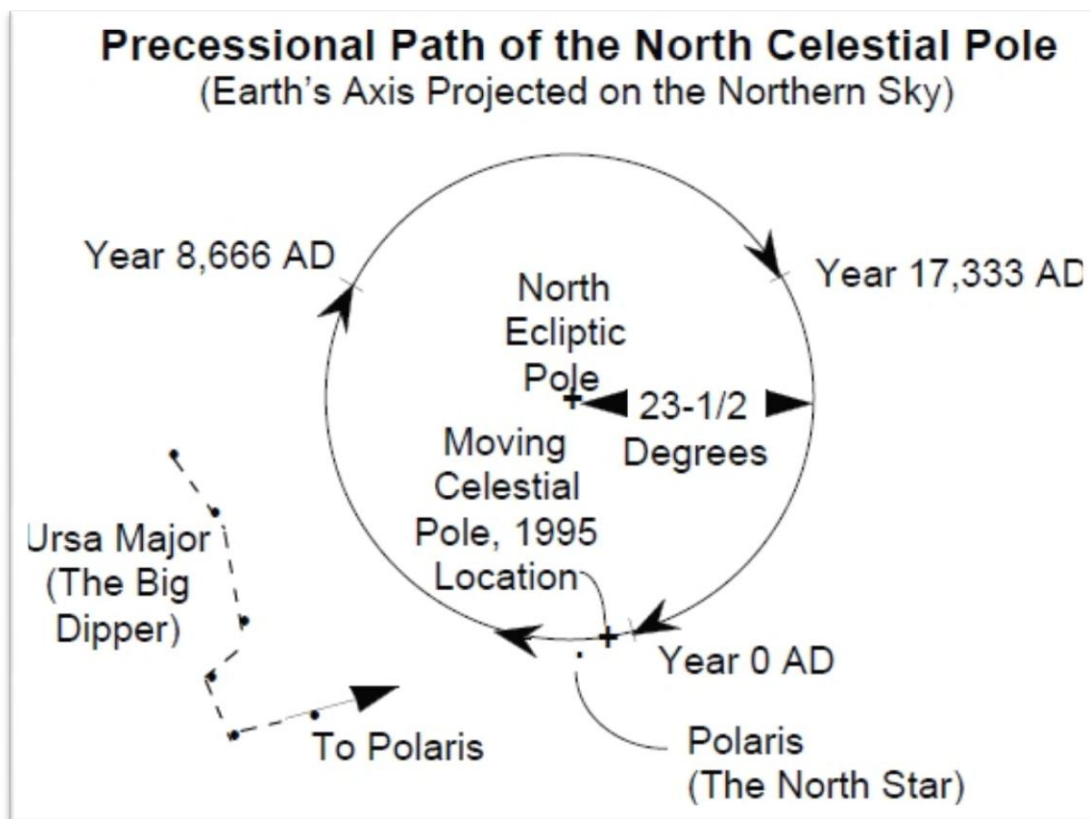 Precessional Path of the North Celestial Pole
(Earth's Axis Projected on the Northern Sky)
Year 8,666 AD
Year 17,333 AD
North
Ecliptic
Pole
23-1/2
Degrees
Moving
Celestial
Pole, 1995
Location
Ursa Major
(The Big
Dipper)
Year 0 AD
To Polaris
Polaris
(The North Star)